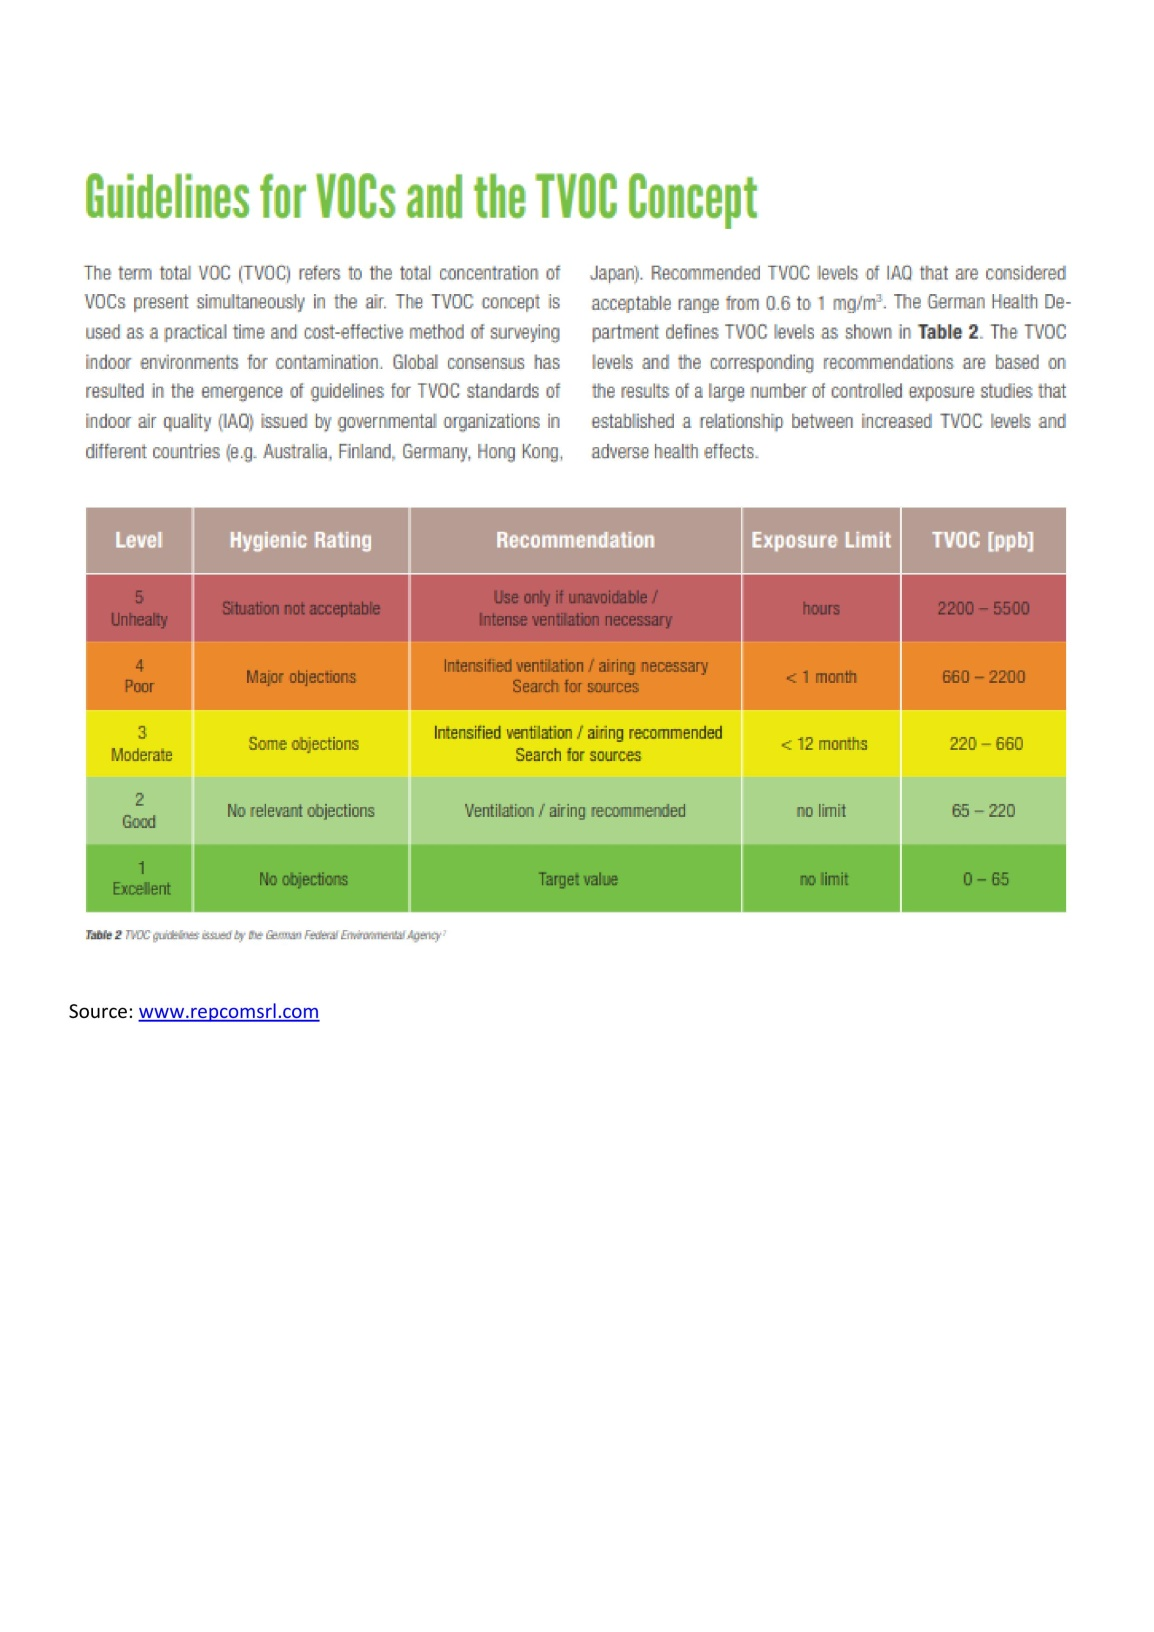 Guidelines for VOCs and the TVOC Concept
The term total VOC (TVOC) refers to the total concentration of
VOCs present simultaneously in the air. The TVOC concept is
used as a practical time and cost-effective method of surveying
indoor environments for contamination. Global consensus has
resulted in the emergence of guidelines for TVOC standards of
indoor air quality (IAQ) issued by governmental organizations in
different countries (e.g. Australia, Finland, Germany, Hong Kong,
Japan). Recommended TVOC levels of IAQ that are considered
acceptable range from 0.6 to 1 mg/m³. The German Health De-
partment defines TVOC levels as shown in Table 2. The TVOC
levels and the corresponding recommendations are based on
the results of a large number of controlled exposure studies that
established a relationship between increased TVOC levels and
adverse health effects.
Level Hygienic Rating Recommendation Exposure Limit TVOC [ppb]
5
Unhealty
Situation not acceptable
Use only if unavoidable /
Intense ventilation necessary
hours
2200 – 5500
4
Poor
Major objections
Intensified ventilation / airing necessary
Search for sources
< 1 month
660 – 2200
3
Moderate
Some objections
Intensified ventilation / airing recommended
Search for sources
< 12 months
220 – 660
2
Good
No relevant objections
Ventilation / airing recommended
no limit
65 – 220
1
Excellent
No objections
Target value
no limit
0 – 65
Table 2 TVOC guidelines issued by the German Federal Environmental Agency
Source: www.repcomsrl.com